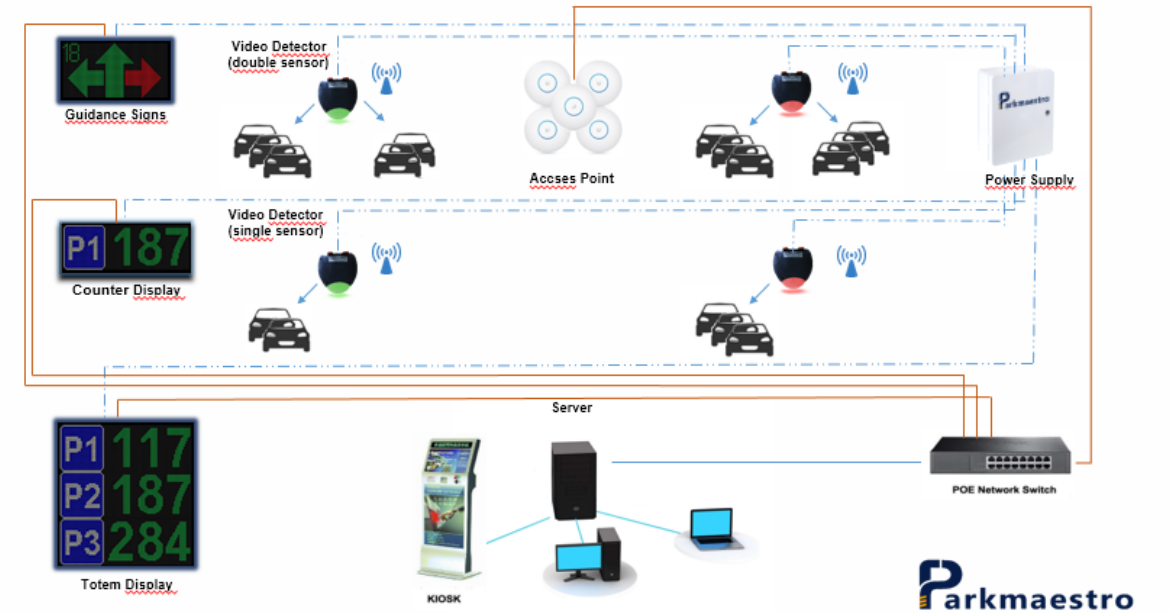 18
Guidance Signs
Video Detector
(double sensor)
Accses Point
Parkmaestro
Power Supply
P1 187
Counter Display
Video Detector
(single sensor)
Server
P1 117
P2 187
P3 284
Totem Display
KIOSK
POE Network Switch
Parkmaestro